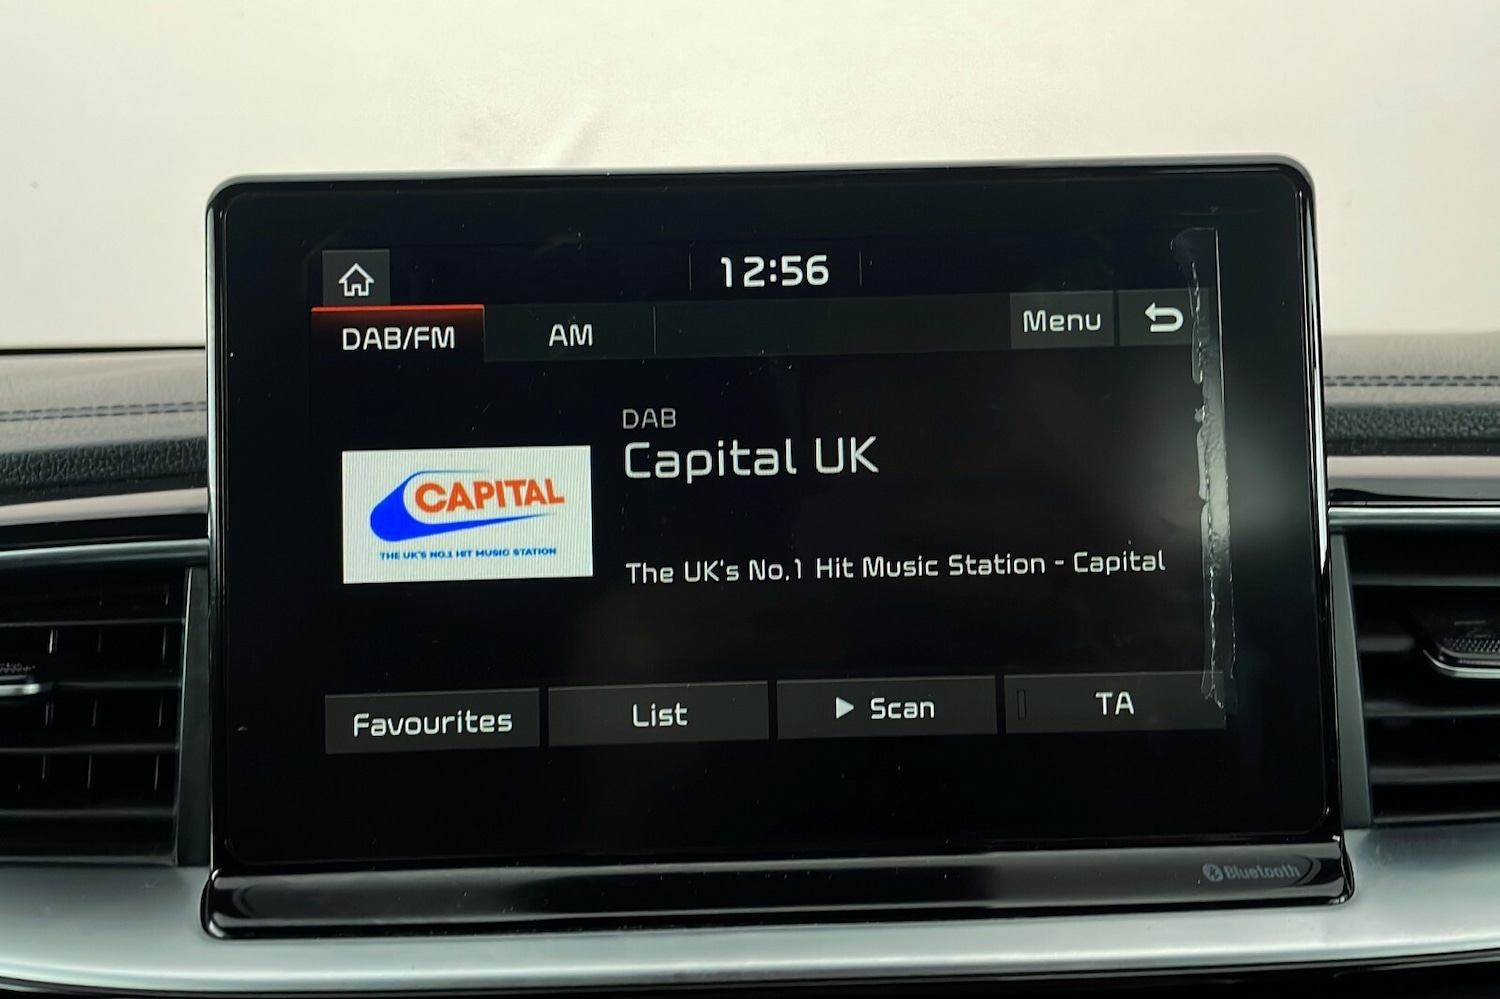 12:56
DAB/FM
AM
Menu
DAB
Capital UK
CAPITAL
THE UK'S NO.1 HIT MUSIC STATION
The UK's No.1 Hit Music Station - Capital
Favourites
List
Scan
TA
Bluetooth